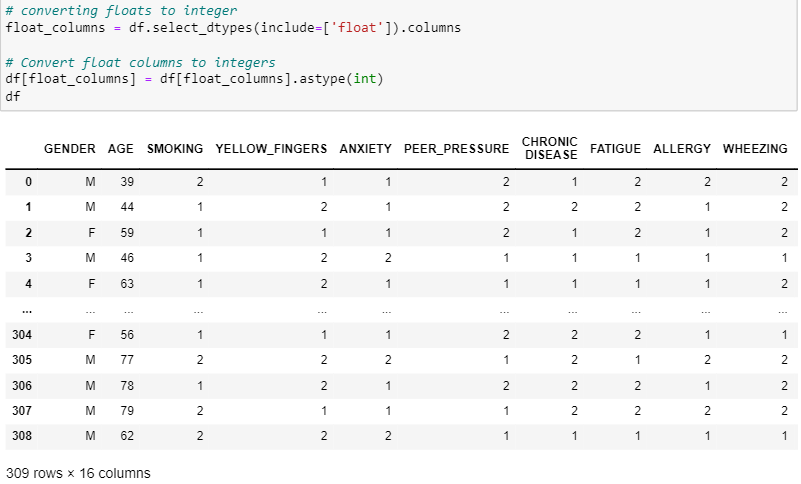 # converting floats to integer
float_columns = df.select_dtypes(include=['float']).columns
# Convert float columns to integers
df[float_columns] = df[float_columns].astype(int)
df
GENDER AGE SMOKING YELLOW_FINGERS ANXIETY PEER_PRESSURE CHRONIC DISEASE FATIGUE ALLERGY WHEEZING
0 M 39 2 1 1 2 1 2 2 2
1 M 44 1 2 1 2 2 2 1 2
2 F 59 1 1 1 2 1 2 1 2
3 M 46 1 2 2 1 1 1 1 1
4 F 63 1 2 1 1 1 1 1 2
... ... ... ... ... ... ... ... ... ... ...
304 F 56 1 1 1 2 2 2 1 1
305 M 77 2 2 2 1 2 1 2 2
306 M 78 1 2 1 2 2 2 1 2
307 M 79 2 1 1 1 2 2 2 2
308 M 62 2 2 2 1 1 1 1 1
309 rows × 16 columns